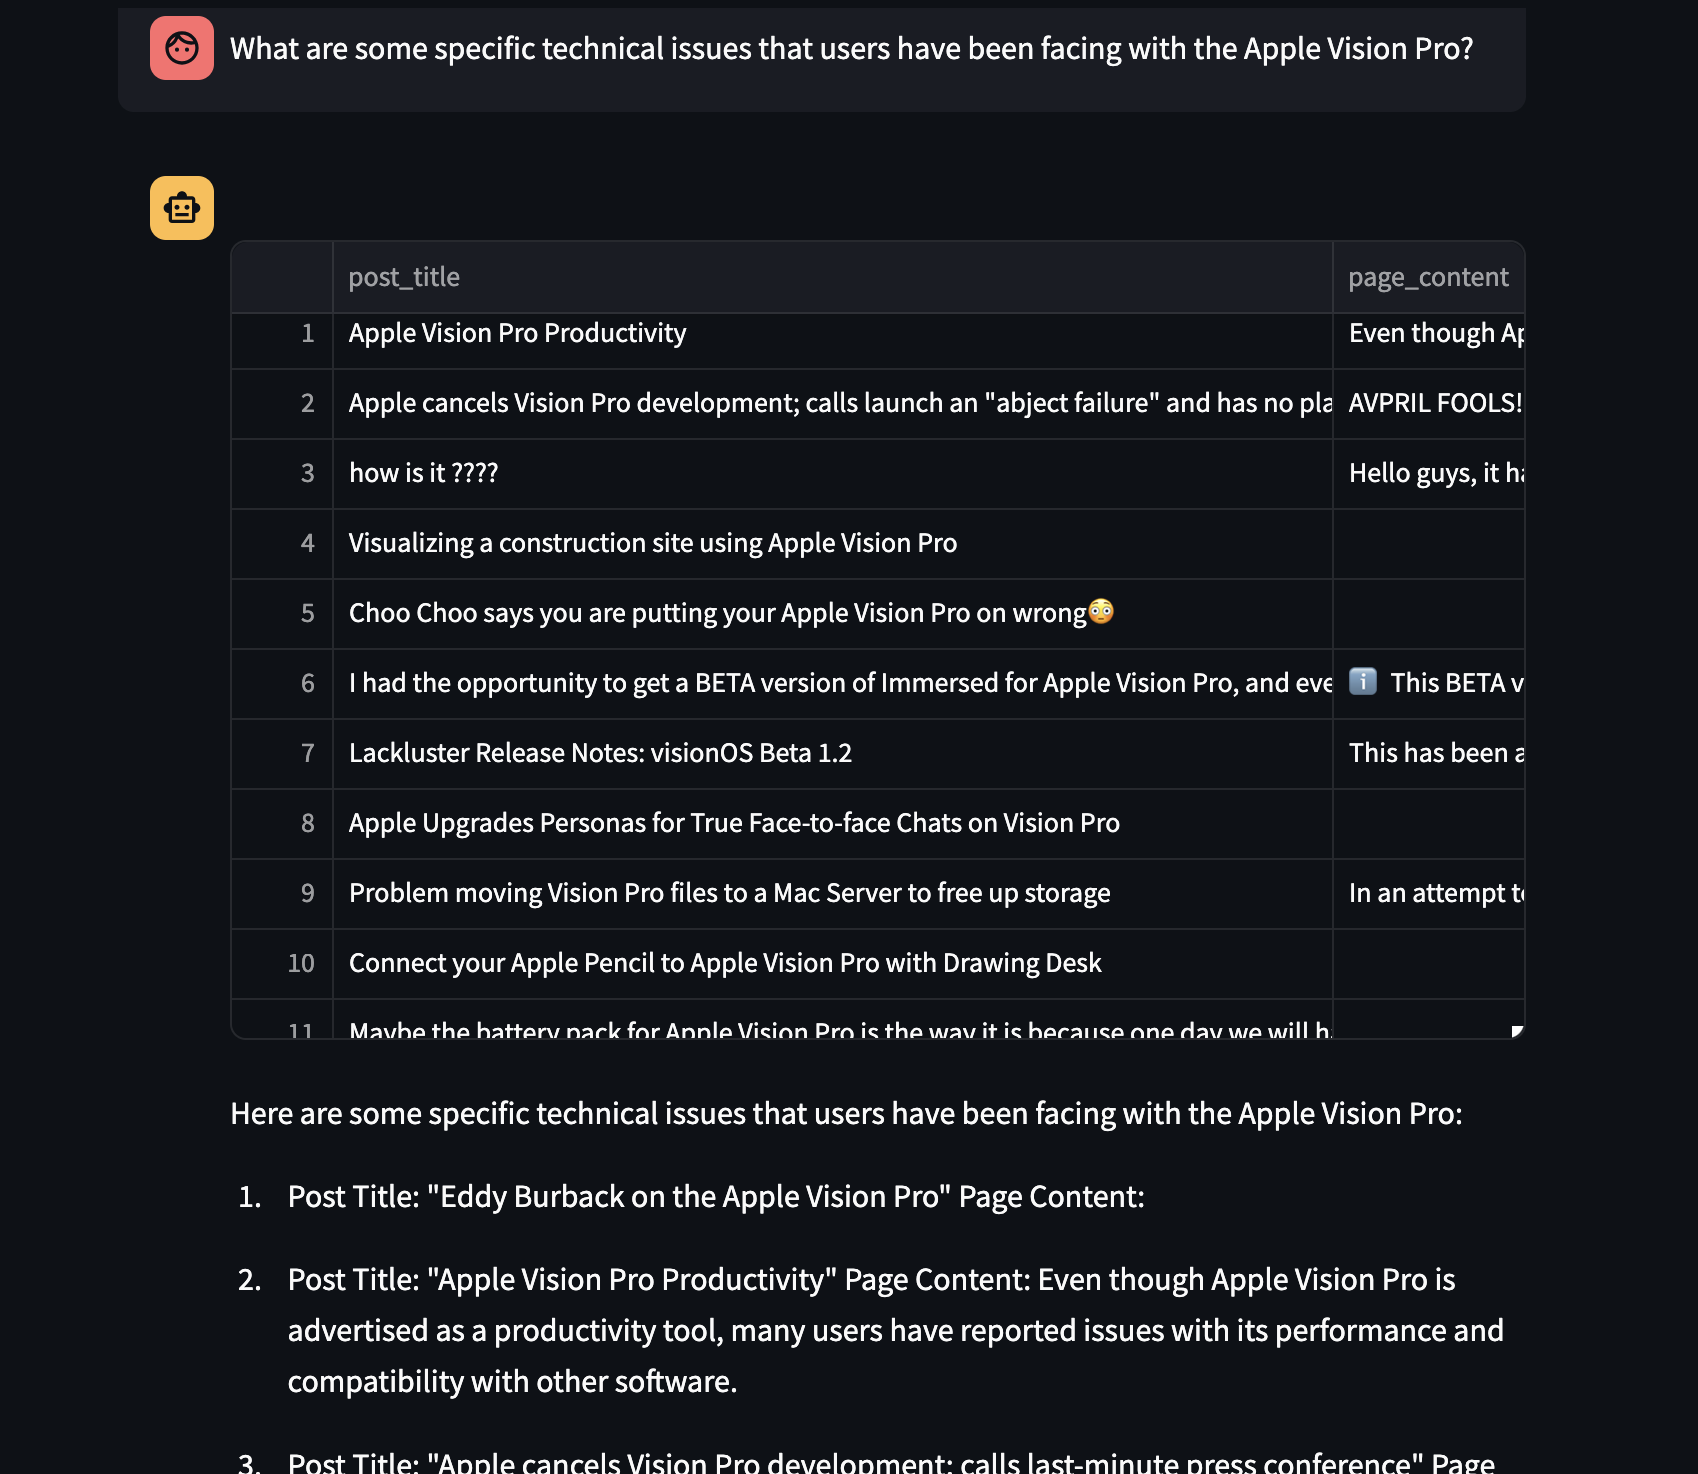 What are some specific technical issues that users have been facing with the Apple Vision Pro?
post_title page_content
1 Apple Vision Pro Productivity Even though Ap
2 Apple cancels Vision Pro development; calls launch an "abject failure" and has no pla AVPRIL FOOLS!
3 how is it ???? Hello guys, it ha
4 Visualizing a construction site using Apple Vision Pro
5 Choo Choo says you are putting your Apple Vision Pro on wrong😳
6 I had the opportunity to get a BETA version of Immersed for Apple Vision Pro, and eve ℹ️ This BETA v
7 Lackluster Release Notes: visionOS Beta 1.2 This has been a
8 Apple Upgrades Personas for True Face-to-face Chats on Vision Pro
9 Problem moving Vision Pro files to a Mac Server to free up storage In an attempt to
10 Connect your Apple Pencil to Apple Vision Pro with Drawing Desk
11 Maybe the battery pack for Apple Vision Pro is the way it is because one day we will ha
Here are some specific technical issues that users have been facing with the Apple Vision Pro:
1. Post Title: "Eddy Burback on the Apple Vision Pro" Page Content:
2. Post Title: "Apple Vision Pro Productivity" Page Content: Even though Apple Vision Pro is
advertised as a productivity tool, many users have reported issues with its performance and
compatibility with other software.
3. Post Title: "Apple cancels Vision Pro development; calls last-minute press conference" Page